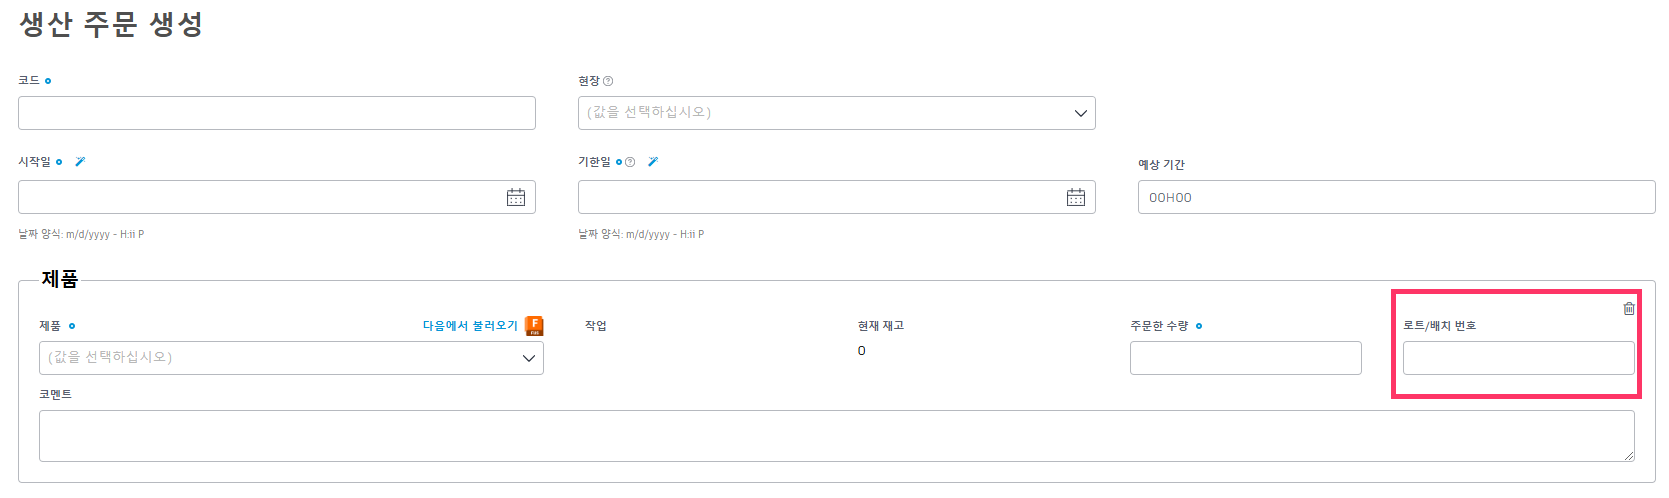 생산 주문 생성
코드
현장
(값을 선택하십시오)
시작일
기한일
예상 기간
00H00
날짜 양식: m/d/yyyy - H:ii P
날짜 양식: m/d/yyyy - H:ii P
제품
제품
다음에서 불러오기
F
작업
현재 재고
주문한 수량
로트/배치 번호
(값을 선택하십시오)
0
코멘트